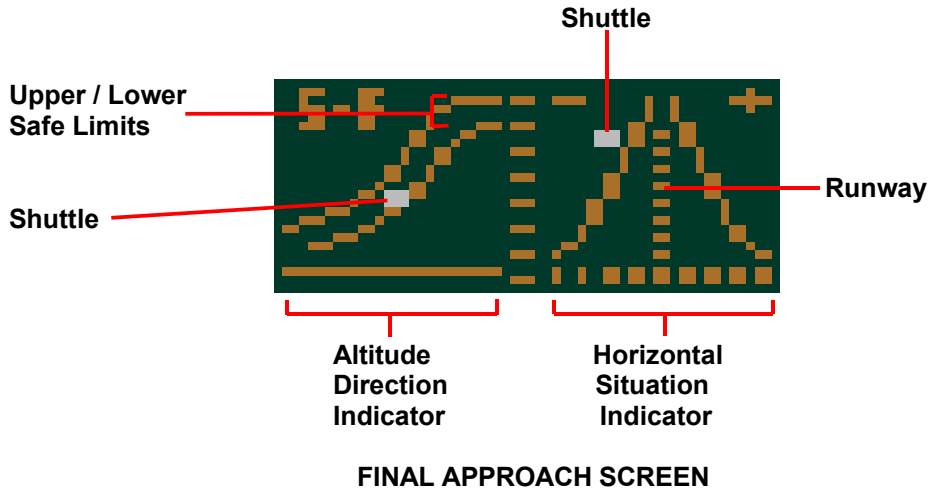 Shuttle
Upper / Lower
Safe Limits
S-F
Shuttle
Runway
Altitude
Direction
Indicator
Horizontal
Situation
Indicator
FINAL APPROACH SCREEN